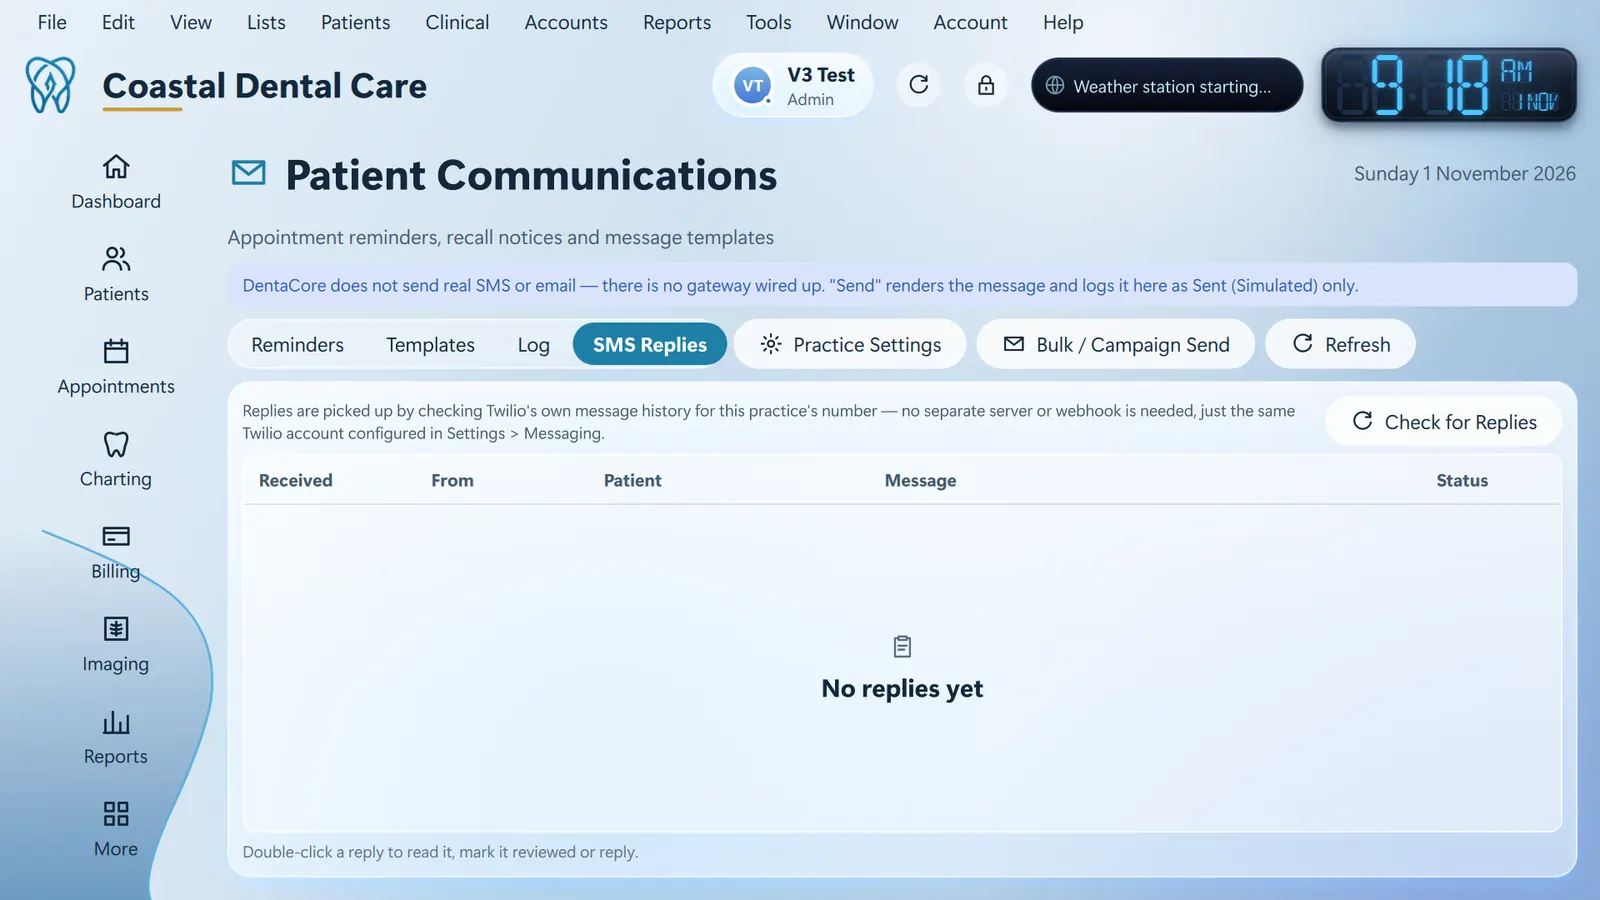 File Edit View Lists Patients Clinical Accounts Reports Tools Window Account Help
Coastal Dental Care
VT
V3 Test
Admin
Weather station starting...
9 18 AM
1 NOV
Dashboard
Patients
Appointments
Charting
Billing
Imaging
Reports
More
Patient Communications
Sunday 1 November 2026
Appointment reminders, recall notices and message templates
DentaCore does not send real SMS or email — there is no gateway wired up. "Send" renders the message and logs it here as Sent (Simulated) only.
Reminders Templates Log SMS Replies Practice Settings Bulk / Campaign Send Refresh
Replies are picked up by checking Twilio's own message history for this practice's number — no separate server or webhook is needed, just the same
Twilio account configured in Settings > Messaging.
Check for Replies
Received From Patient Message Status
No replies yet
Double-click a reply to read it, mark it reviewed or reply.